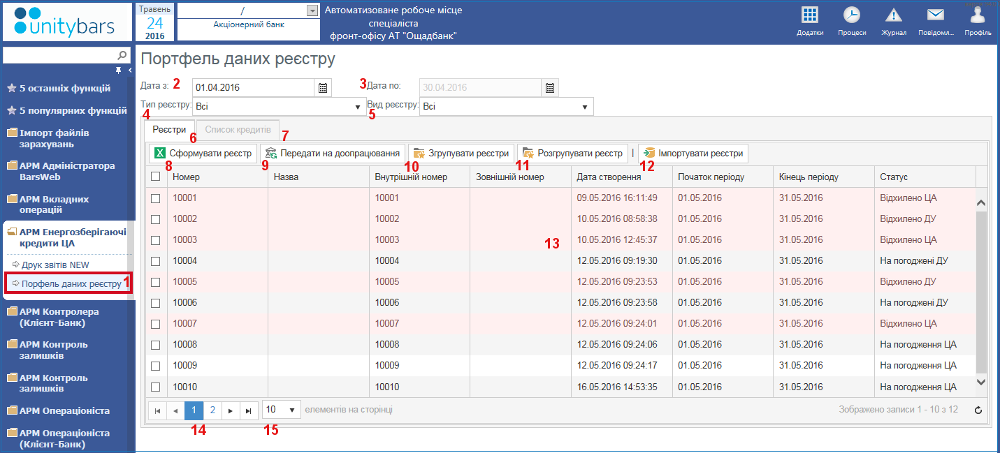 unitybars
Травень
24
2016
/
Акціонерний банк
Автоматизоване робоче місце
спеціаліста
фронт-офісу АТ "Ощадбанк"
Додатки
Процеси
Журнал
Повідомл...
Профіль
5 останніх функцій
5 популярних функцій
Імпорт файлів
зарахувань
АРМ Адміністратора
BarsWeb
АРМ Вкладних
операцій
АРМ Енергозберігаючі
кредити ЦА
Друк звітів NEW
Порфель даних реєстру 1
АРМ Контролера
(Клієнт-Банк)
АРМ Контроль
залишків
АРМ Контроль
залишків
АРМ Операціоніста
АРМ Операціоніста
(Клієнт-Банк)
Портфель даних реєстру
Дата з: 2 01.04.2016 3 Дата по: 30.04.2016
Тип реєстру: Всі Вид реєстру: Всі
4 5
Реєстри 6 Список кредитів 7
Сформувати реєстр Передати на доопрацювання Згрупувати реєстри Розгрупувати реєстр | Імпортувати реєстри
8 9 10 11 12
Номер Назва Внутрішній номер Зовнішній номер Дата створення Початок періоду Кінець періоду Статус
10001 10001 09.05.2016 16:11:49 01.05.2016 31.05.2016 Відхилено ЦА
10002 10002 10.05.2016 08:58:38 01.05.2016 31.05.2016 Відхилено ДУ
10003 10003 13 10.05.2016 12:45:37 01.05.2016 31.05.2016 Відхилено ЦА
10004 10004 12.05.2016 09:19:30 01.05.2016 31.05.2016 На погоджені ДУ
10005 10005 12.05.2016 09:23:53 01.05.2016 31.05.2016 Відхилено ДУ
10006 10006 12.05.2016 09:23:58 01.05.2016 31.05.2016 На погоджені ДУ
10007 10007 12.05.2016 09:24:01 01.05.2016 31.05.2016 Відхилено ЦА
10008 10008 12.05.2016 09:24:06 01.05.2016 31.05.2016 На погодження ЦА
10009 10009 12.05.2016 09:24:17 01.05.2016 31.05.2016 На погодження ЦА
10010 10010 16.05.2016 14:53:35 01.05.2016 31.05.2016 На погодження ЦА
1 2 10 елементів на сторінці Зображено записи 1 - 10 з 12
14 15